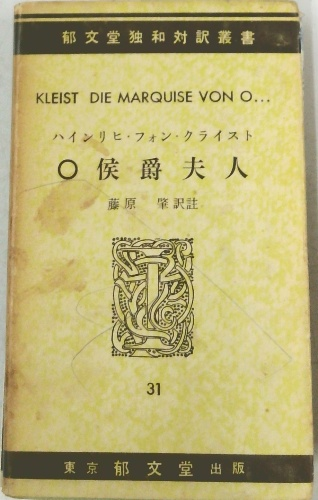 郁文堂独和対訳叢書
KLEIST DIE MARQUISE VON O...
ハインリヒ・フォン・クライスト
O侯爵夫人
藤原 肇訳註
31
東京 郁文堂 出版